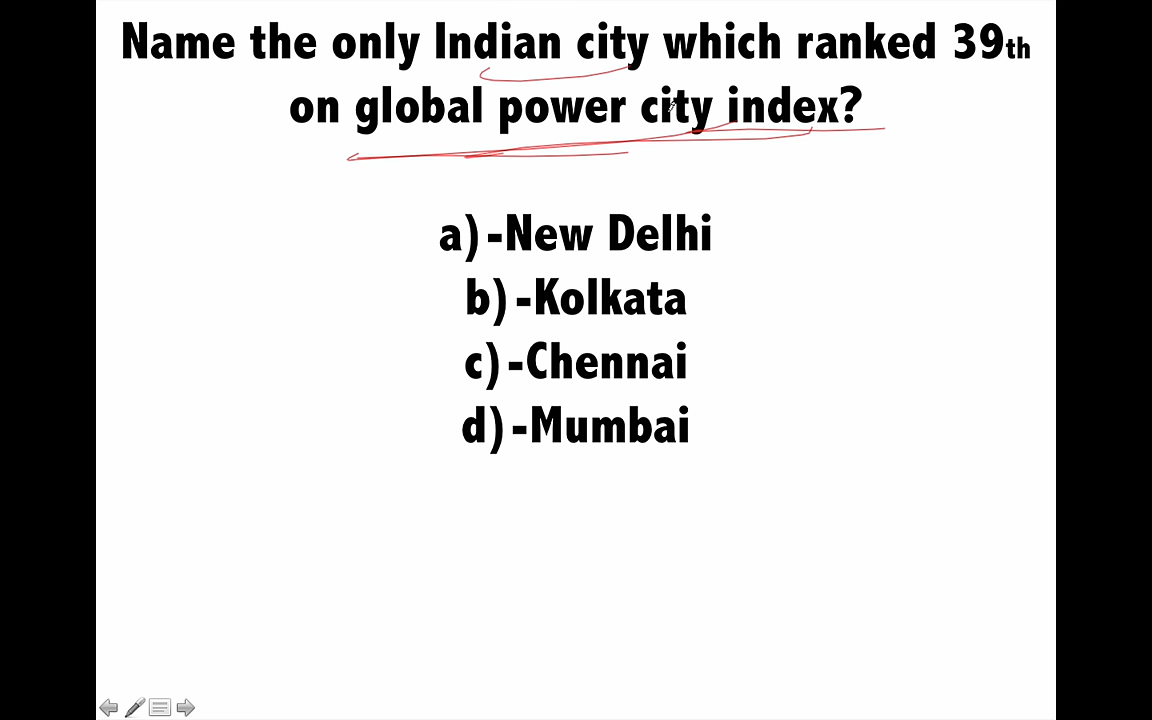 Name the only Indian city which ranked 39th
on global power city index?
a)-New Delhi
b)-Kolkata
c)-Chennai
d)-Mumbai